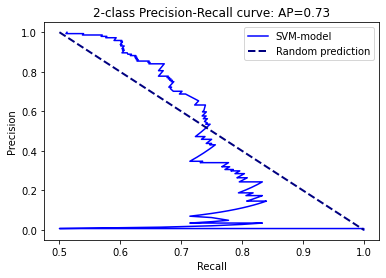 2-class Precision-Recall curve: AP=0.73
SVM-model
Random prediction
Precision
1.0
0.8
0.6
0.4
0.2
0.0
0.5 0.6 0.7 0.8 0.9 1.0
Recall